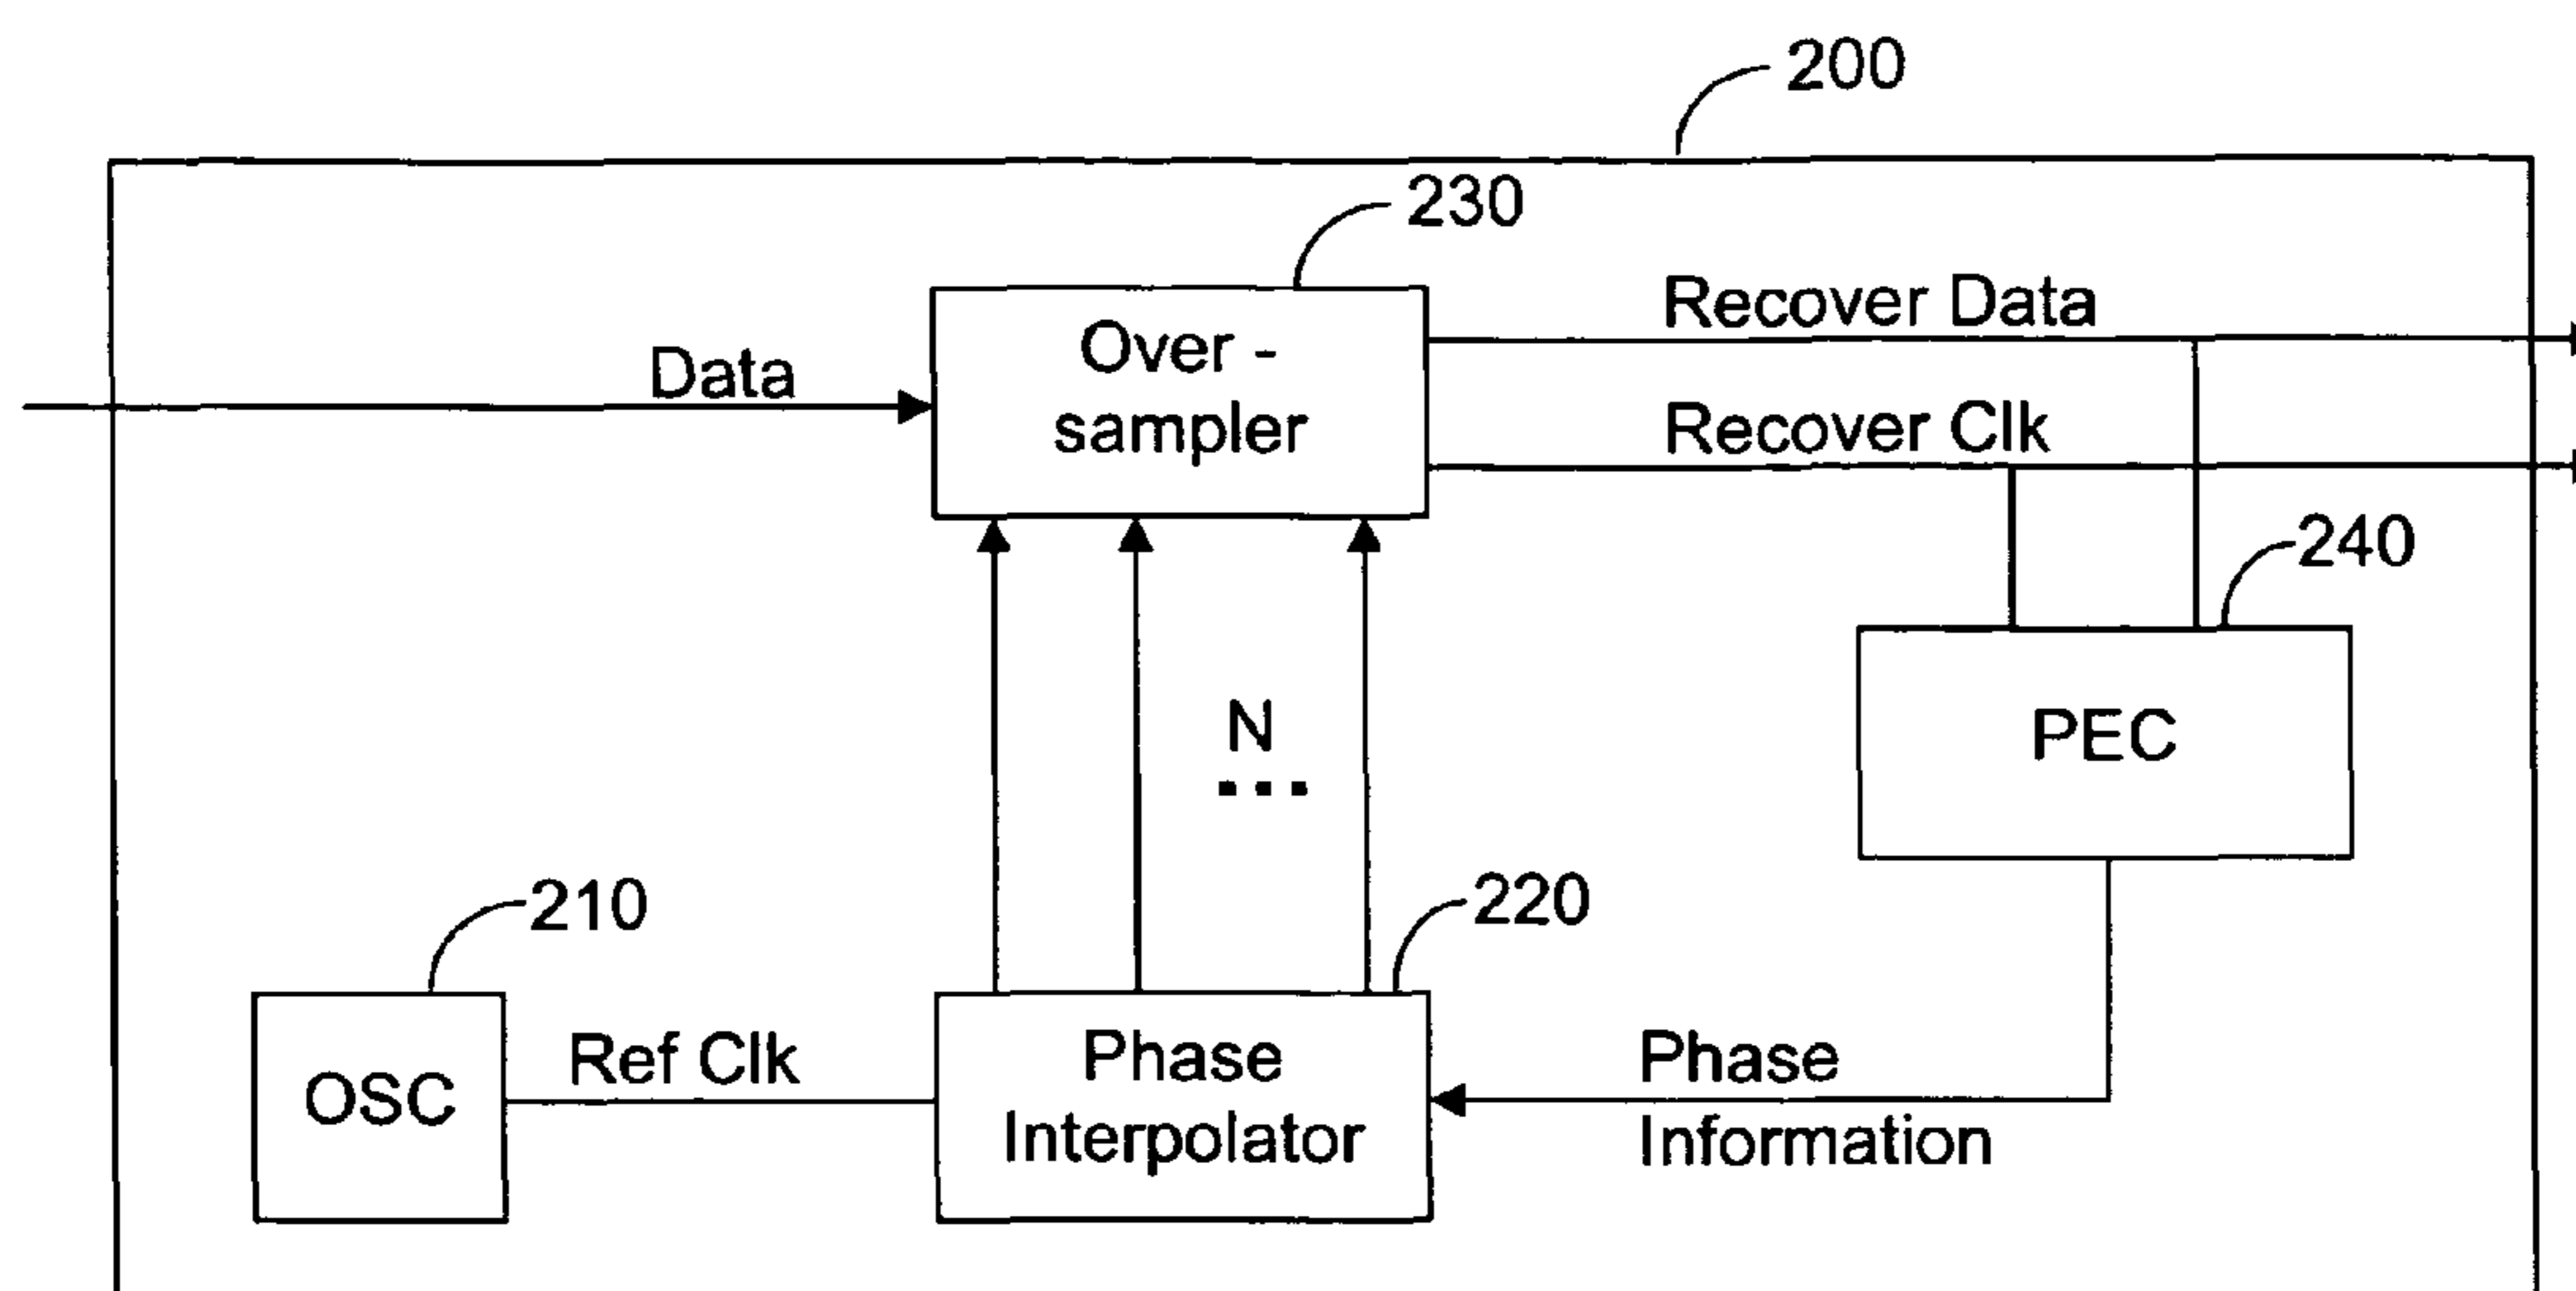 200
230
Recover Data
Over -
sampler
Data
Recover Clk
240
N
...
PEC
210
220
OSC
Ref Clk
Phase
Interpolator
Phase
Information